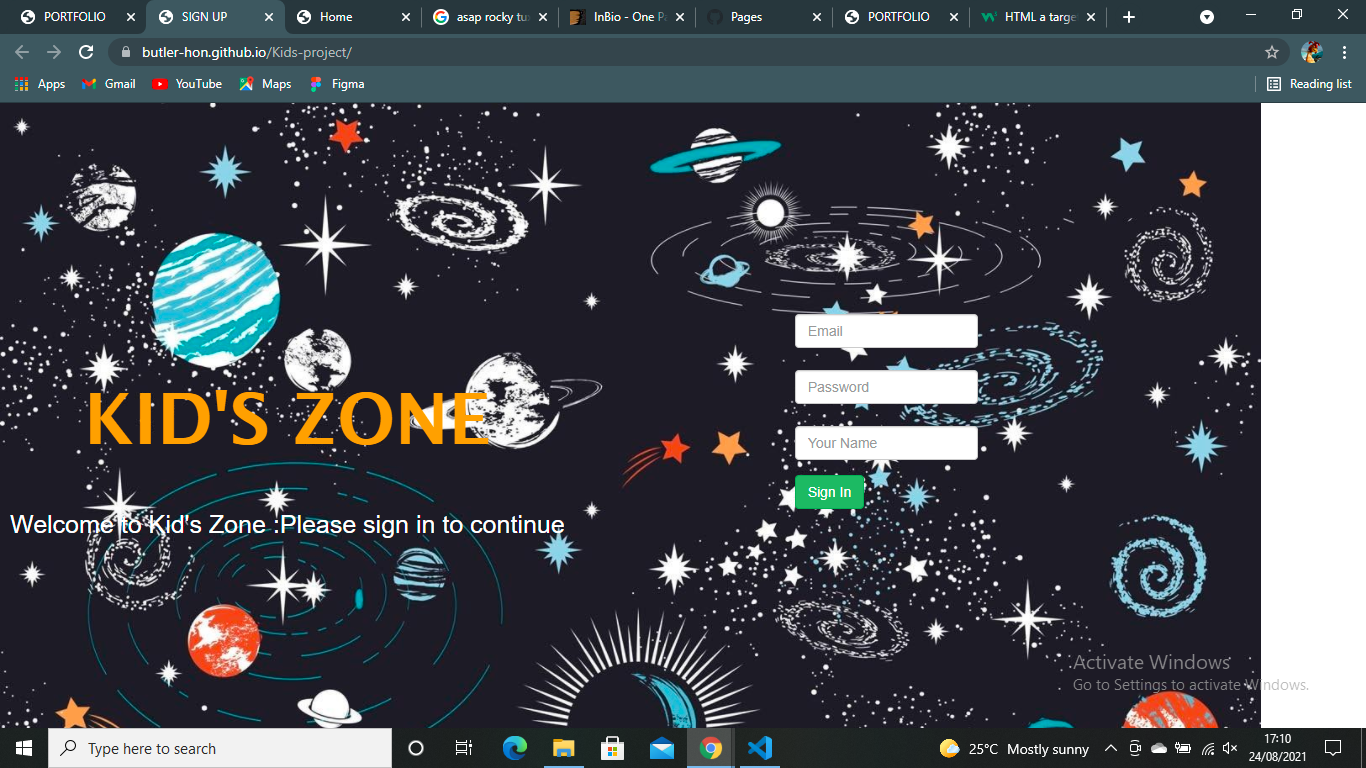 PORTFOLIO
SIGN UP
Home
asap rocky tu
InBio - One Pa
Pages
PORTFOLIO
HTML a targe
butler-hon.github.io/Kids-project/
Apps
Gmail
YouTube
Maps
Figma
Reading list
Email
Password
KID'S ZONE
Your Name
Sign In
Welcome to Kid's Zone :Please sign in to continue
Activate Windows
Go to Settings to activate Windows.
Type here to search
25°C Mostly sunny
17:10
24/08/2021